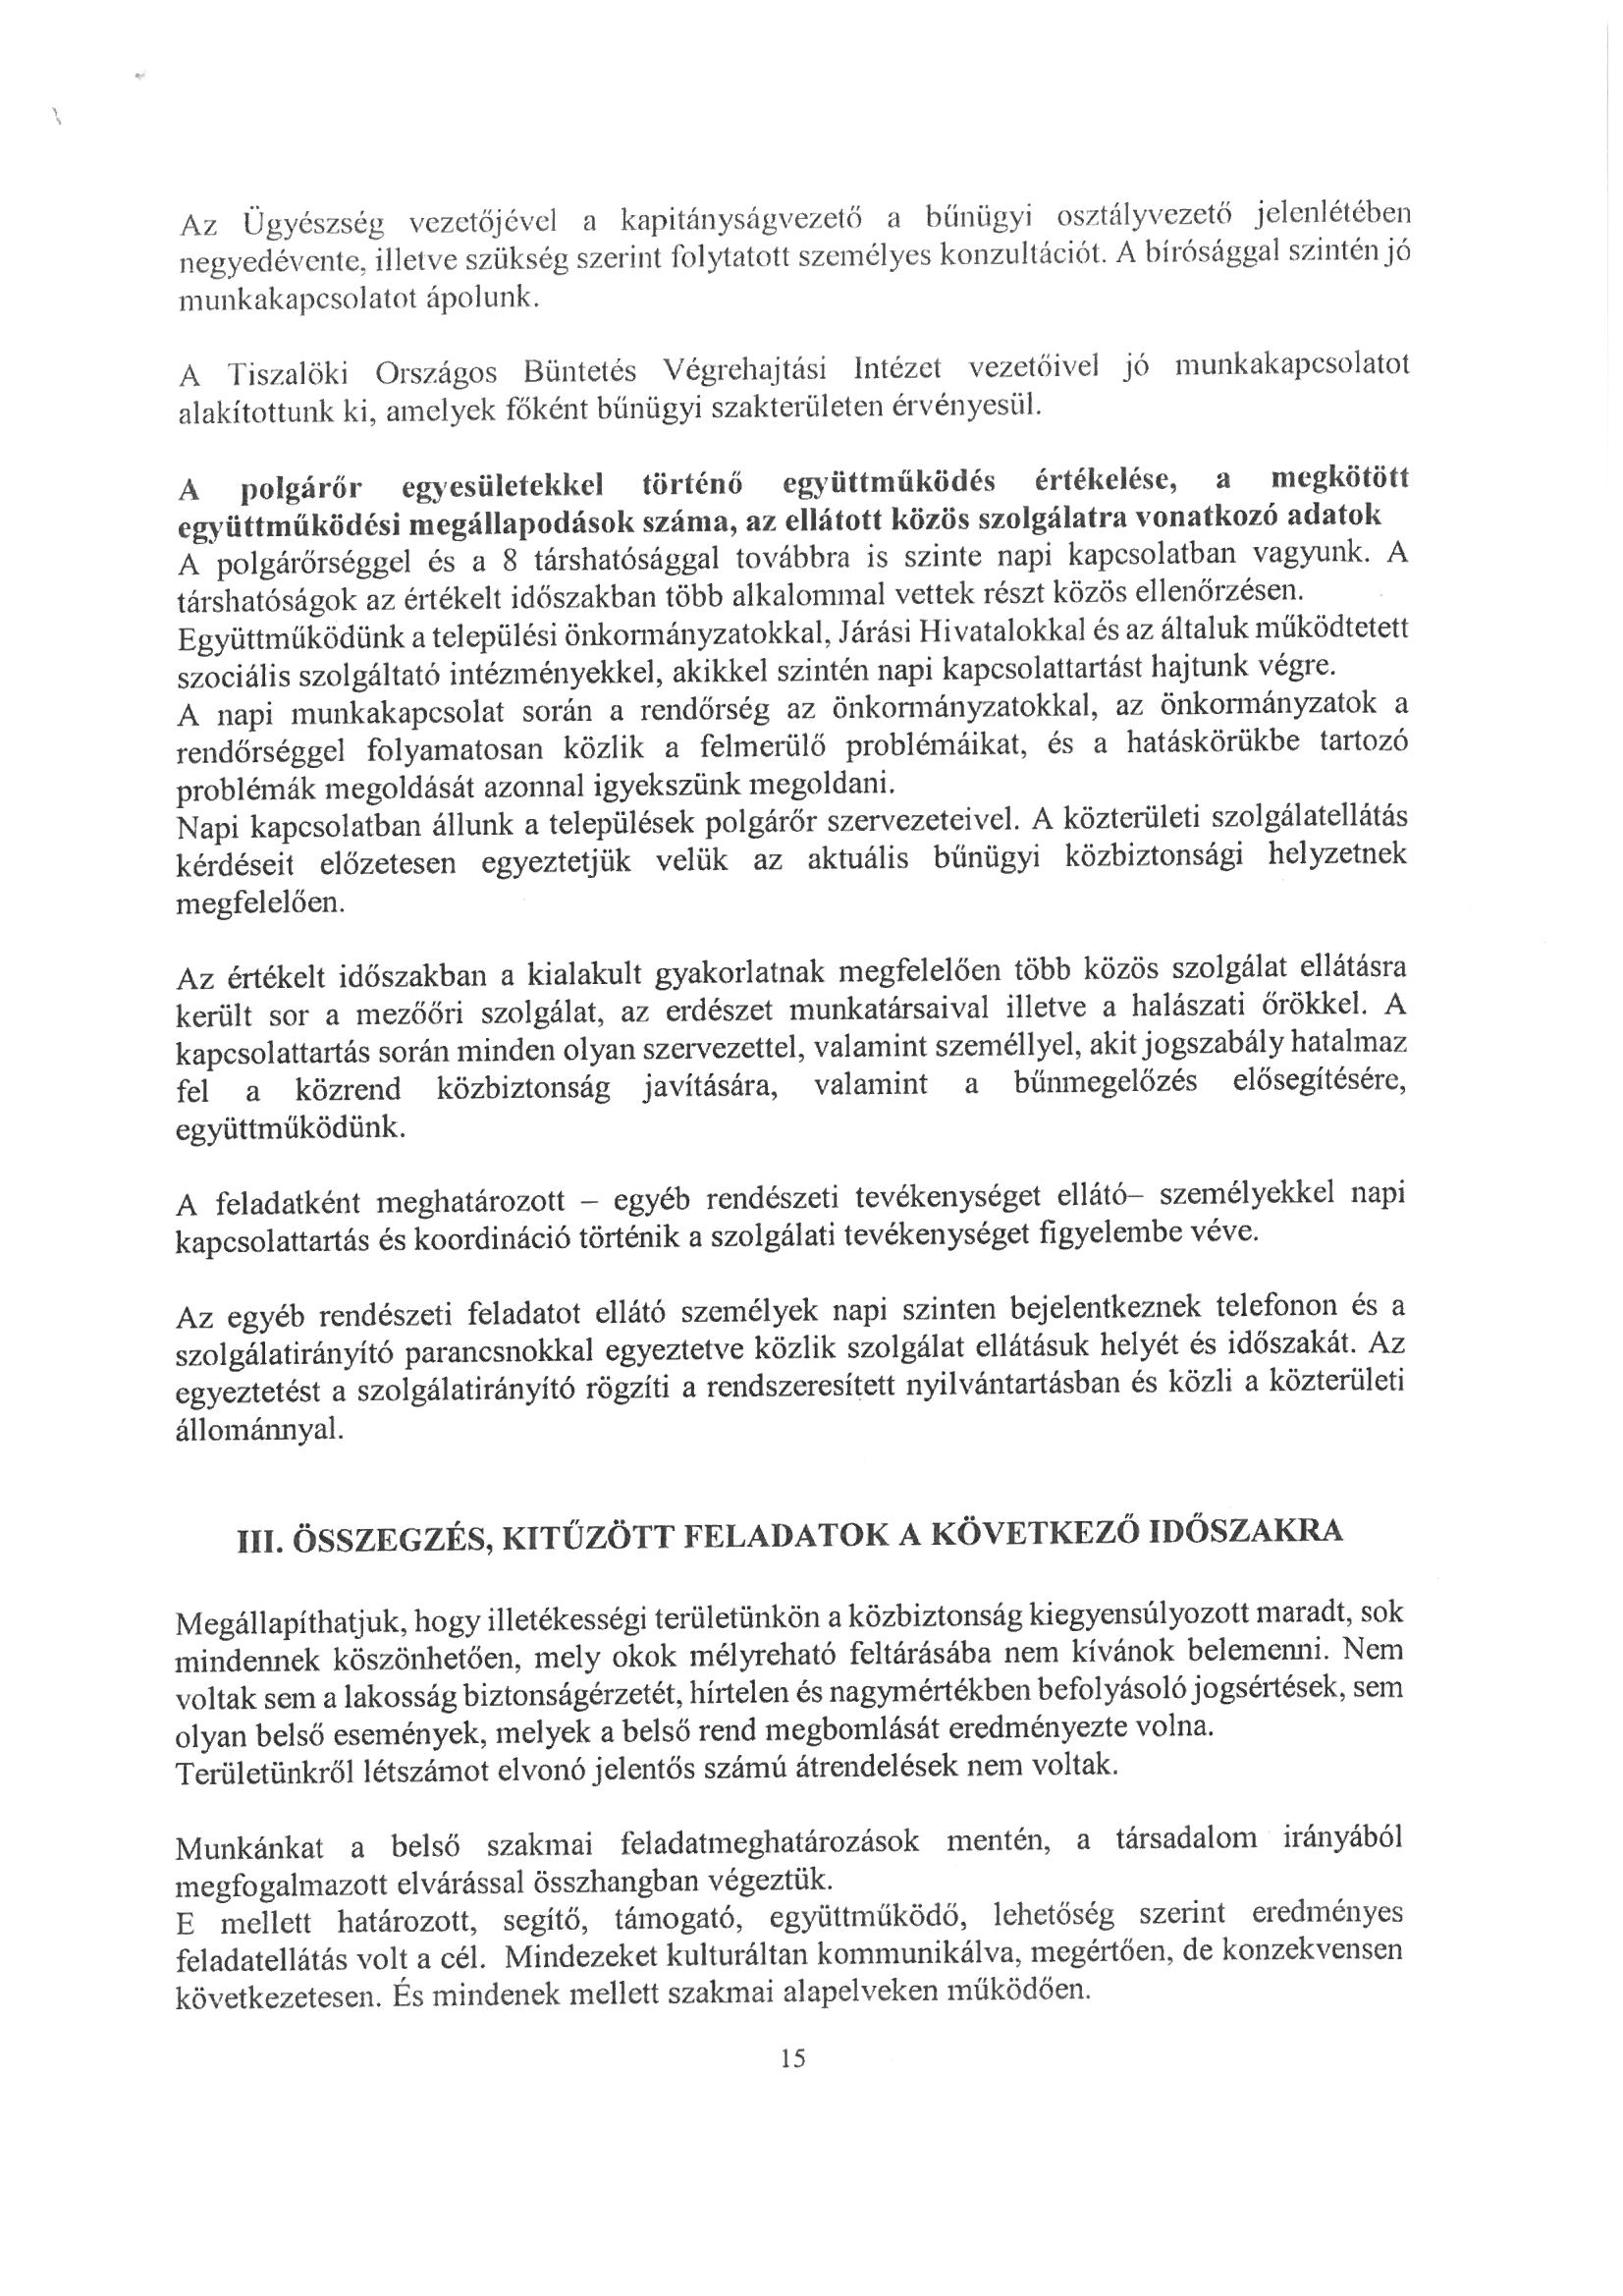 Az Ügyészség vezetőjével a kapitányságvezető a bűnügyi osztályvezető jelenlétében
negyedévente, illetve szükség szerint folytatott személyes konzultációt. A bírósággal szintén jó
munkakapcsolatot ápolunk.
A Tiszalöki Országos Büntetés Végrehajtási Intézet vezetőivel jó munkakapcsolatot
alakítottunk ki, amelyek főként bűnügyi szakterületen érvényesül.
A polgárőr egyesületekkel történő együttműködés értékelése, a megkötött
együttműködési megállapodások száma, az ellátott közös szolgálatra vonatkozó adatok
A polgárőrséggel és a 8 társhatósággal továbbra is szinte napi kapcsolatban vagyunk. A
társhatóságok az értékelt időszakban több alkalommal vettek részt közös ellenőrzésen.
Együttműködünk a települési önkormányzatokkal, Járási Hivatalokkal és az általuk működtetett
szociális szolgáltató intézményekkel, akikkel szintén napi kapcsolattartást hajtunk végre.
A napi munkakapcsolat során a rendőrség az önkormányzatokkal, az önkormányzatok a
rendőrséggel folyamatosan közlik a felmerülő problémáikat, és a hatáskörükbe tartozó
problémák megoldását azonnal igyekszünk megoldani.
Napi kapcsolatban állunk a települések polgárőr szervezeteivel. A közterületi szolgálatellátás
kérdéseit előzetesen egyeztetjük velük az aktuális bűnügyi közbiztonsági helyzetnek
megfelelően.
Az értékelt időszakban a kialakult gyakorlatnak megfelelően több közös szolgálat ellátásra
került sor a mezőőri szolgálat, az erdészet munkatársaival illetve a halászati őrökkel. A
kapcsolattartás során minden olyan szervezettel, valamint személlyel, akit jogszabály hatalmaz
fel a közrend közbiztonság javítására, valamint a bűnmegelőzés elősegítésére,
együttműködünk.
A feladatként meghatározott – egyéb rendészeti tevékenységet ellátó– személyekkel napi
kapcsolattartás és koordináció történik a szolgálati tevékenységet figyelembe véve.
Az egyéb rendészeti feladatot ellátó személyek napi szinten bejelentkeznek telefonon és a
szolgálatirányító parancsnokkal egyeztetve közlik szolgálat ellátásuk helyét és időszakát. Az
egyeztetést a szolgálatirányító rögzíti a rendszeresített nyilvántartásban és közli a közterületi
állománnyal.
III. ÖSSZEGZÉS, KITŰZÖTT FELADATOK A KÖVETKEZŐ IDŐSZAKRA
Megállapíthatjuk, hogy illetékességi területünkön a közbiztonság kiegyensúlyozott maradt, sok
mindennek köszönhetően, mely okok mélyreható feltárásába nem kívánok belemenni. Nem
voltak sem a lakosság biztonságérzetét, hírtelen és nagymértékben befolyásoló jogsértések, sem
olyan belső események, melyek a belső rend megbomlását eredményezte volna.
Területünkről létszámot elvonó jelentős számú átrendelések nem voltak.
Munkánkat a belső szakmai feladatmeghatározások mentén, a társadalom irányából
megfogalmazott elvárással összhangban végeztük.
E mellett határozott, segítő, támogató, együttműködő, lehetőség szerint eredményes
feladatellátás volt a cél. Mindezeket kulturáltan kommunikálva, megértően, de konzekvensen
következetesen. És mindenek mellett szakmai alapelveken működően.
15